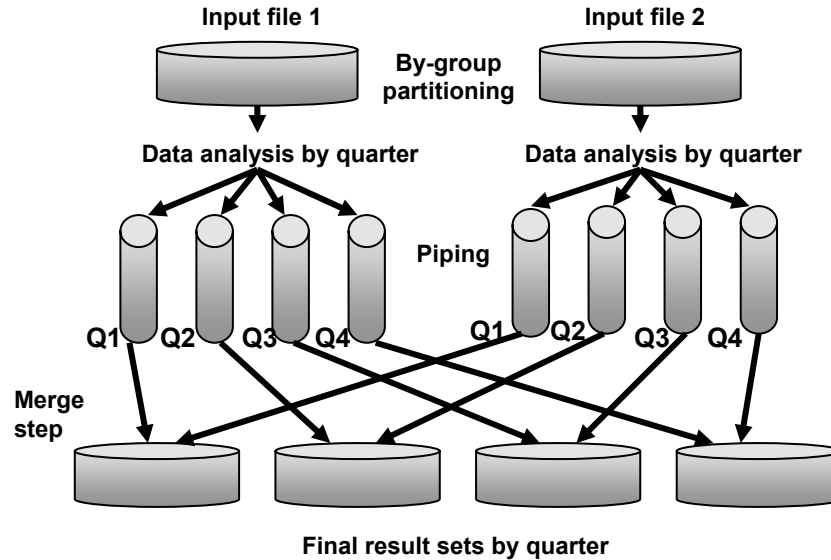 Input file 1
Input file 2
By-group
partitioning
Data analysis by quarter
Data analysis by quarter
Piping
Q1 Q2 Q3 Q4
Q1 Q2 Q3 Q4
Merge
step
Final result sets by quarter